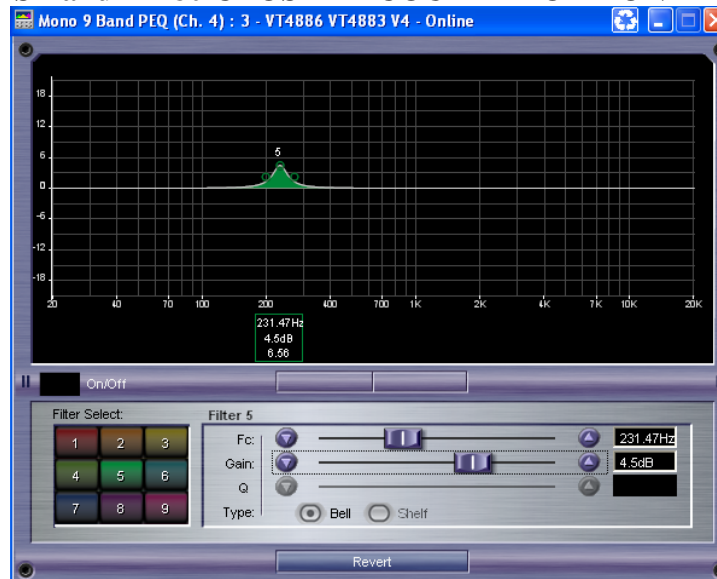 Mono 9 Band PEQ (Ch. 4) : 3 - VT4886 VT4883 V4 - Online
18
12
6
0
-6
-12
-18
5
20 40 70 100 200 400 700 1K 2K 4K 7K 10K 20K
231.47Hz
4.5dB
6.56
On/Off
Filter Select:
1 2 3
4 5 6
7 8 9
Filter 5
Fc: 231.47Hz
Gain: 4.5dB
Q
Type: Bell Shelf
Revert